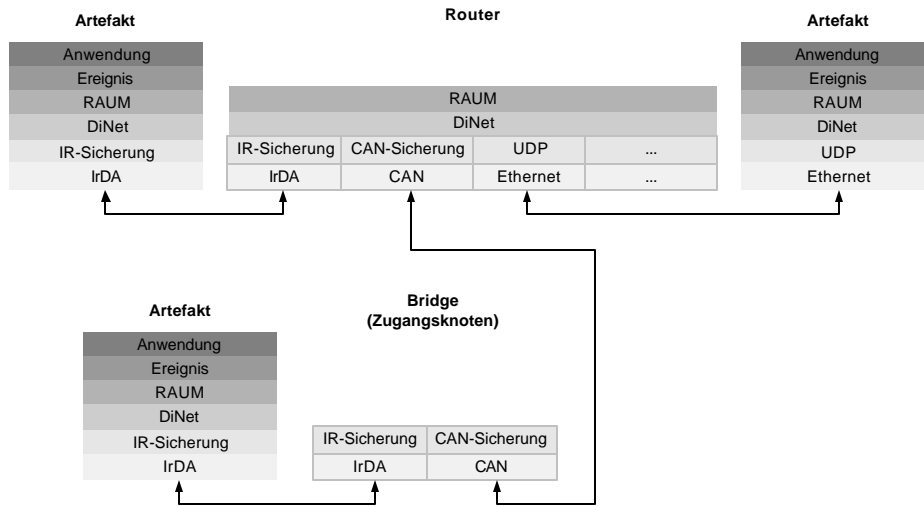 Artefakt
Anwendung
Ereignis
RAUM
DiNet
IR-Sicherung
IrDA
Router
RAUM
DiNet
IR-Sicherung CAN-Sicherung UDP ...
IrDA CAN Ethernet ...
Artefakt
Anwendung
Ereignis
RAUM
DiNet
UDP
Ethernet
Artefakt
Anwendung
Ereignis
RAUM
DiNet
IR-Sicherung
IrDA
Bridge
(Zugangsknoten)
IR-Sicherung CAN-Sicherung
IrDA CAN